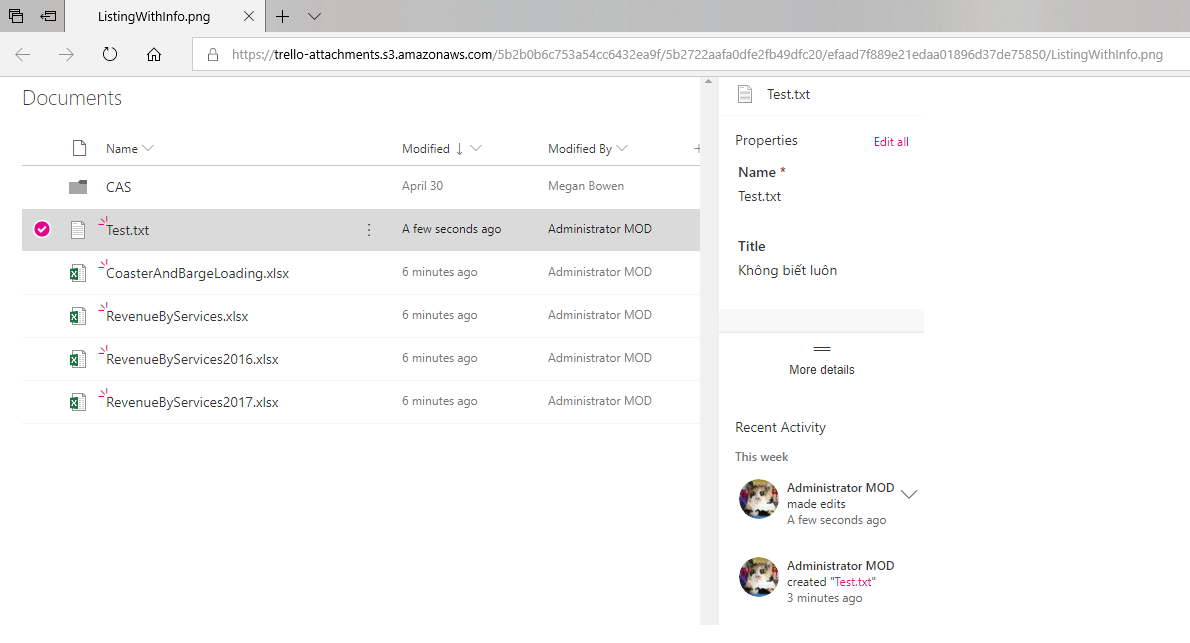 ListingWithInfo.png
https://trello-attachments.s3.amazonaws.com/5b2b0b6c753a54cc6432ea9f/5b2722aafa0dfe2fb49dfc20/efaad7f889e21edaa01896d37de75850/ListingWithInfo.png
Documents
Name Modified Modified By
CAS April 30 Megan Bowen
Test.txt A few seconds ago Administrator MOD
CoasterAndBargeLoading.xlsx 6 minutes ago Administrator MOD
RevenueByServices.xlsx 6 minutes ago Administrator MOD
RevenueByServices2016.xlsx 6 minutes ago Administrator MOD
RevenueByServices2017.xlsx 6 minutes ago Administrator MOD
Test.txt
Properties Edit all
Name *
Test.txt
Title
Không biết luôn
More details
Recent Activity
This week
Administrator MOD
made edits
A few seconds ago
Administrator MOD
created "Test.txt"
3 minutes ago